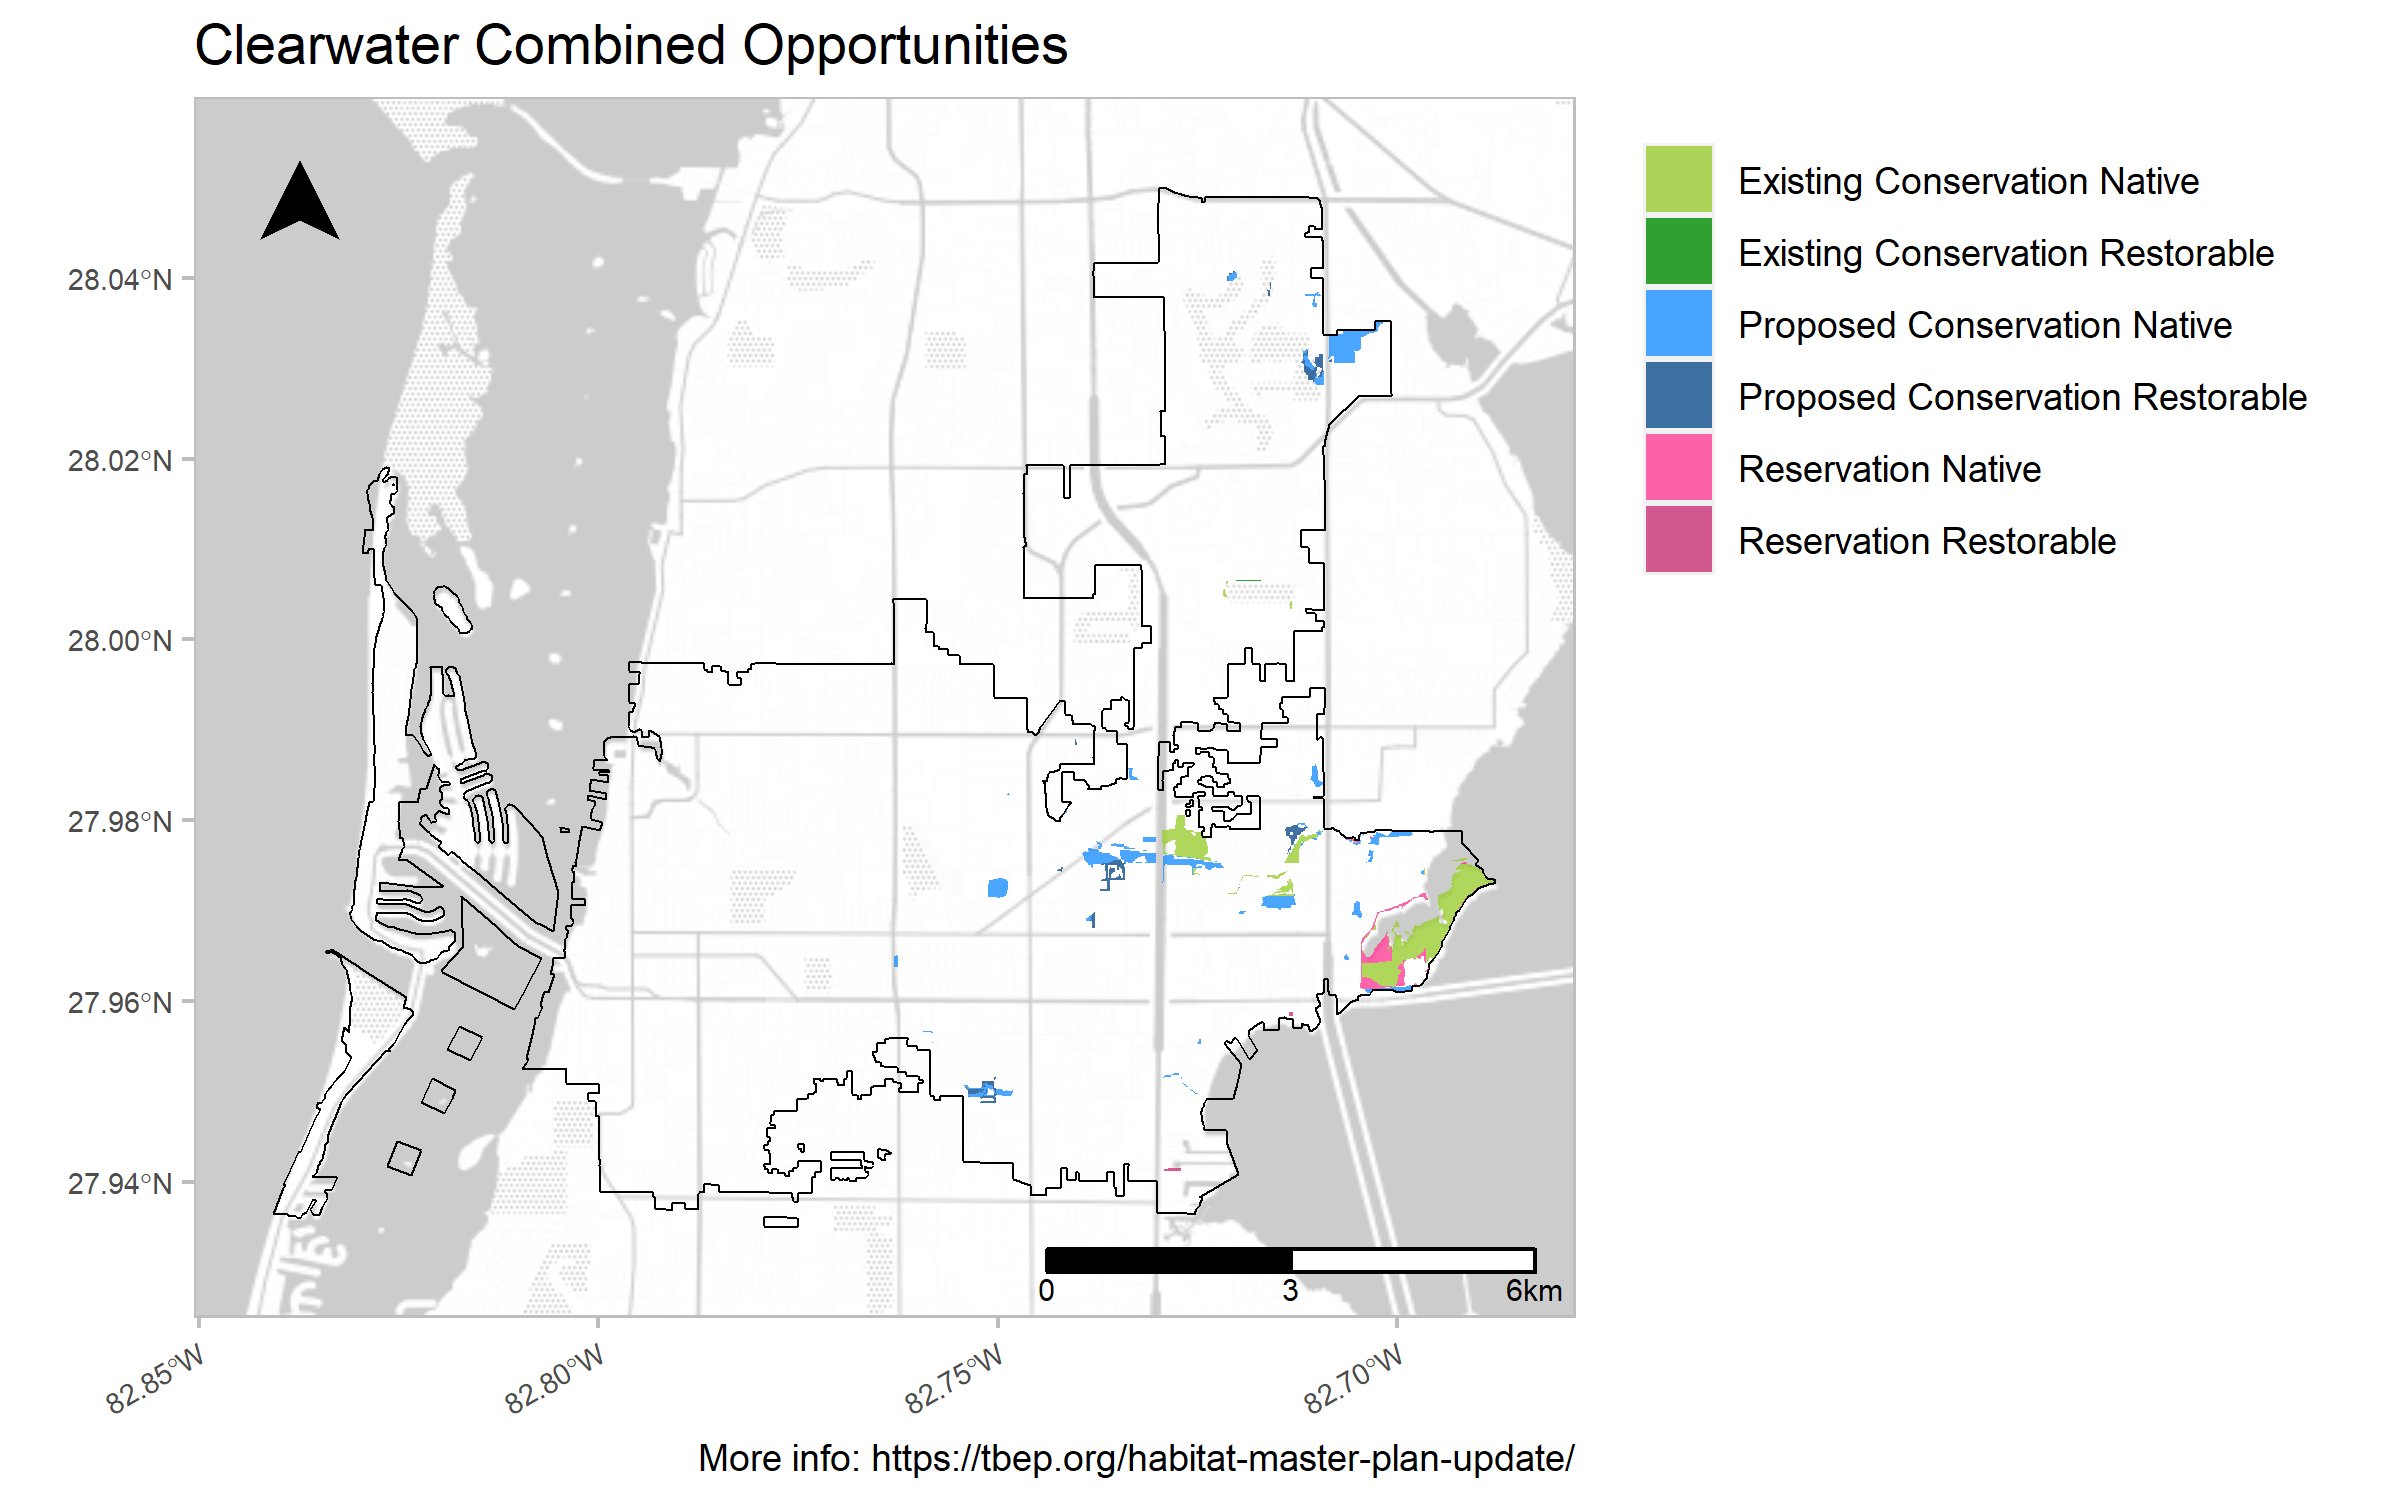 Clearwater Combined Opportunities
Existing Conservation Native
Existing Conservation Restorable
Proposed Conservation Native
Proposed Conservation Restorable
Reservation Native
Reservation Restorable
28.04°N
28.02°N
28.00°N
27.98°N
27.96°N
27.94°N
0 3 6km
82.85°W 82.80°W 82.75°W 82.70°W
More info: https://tbep.org/habitat-master-plan-update/